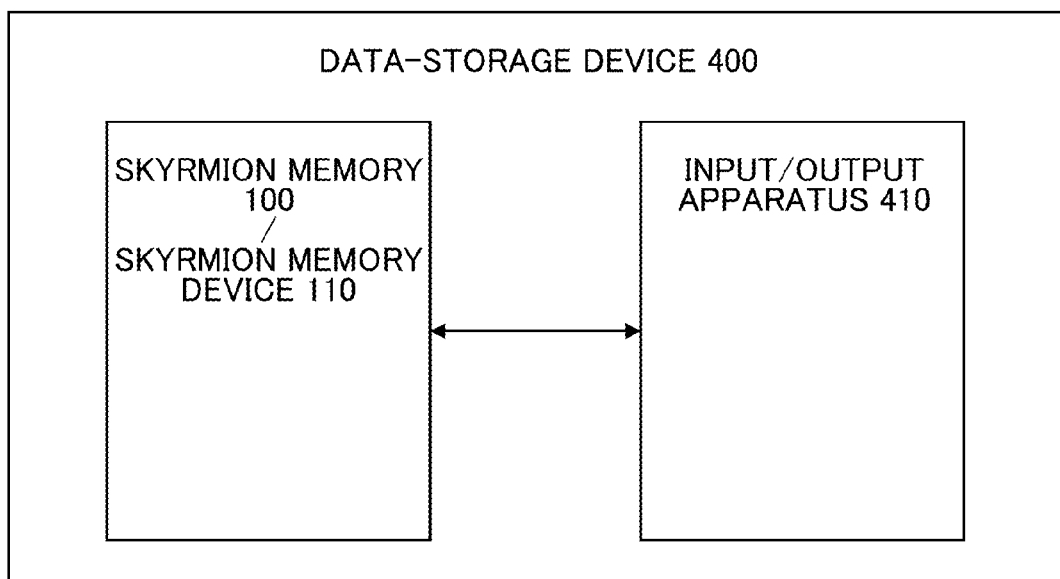 DATA-STORAGE DEVICE 400
SKYRMION MEMORY
100
/
SKYRMION MEMORY
DEVICE 110
INPUT/OUTPUT
APPARATUS 410